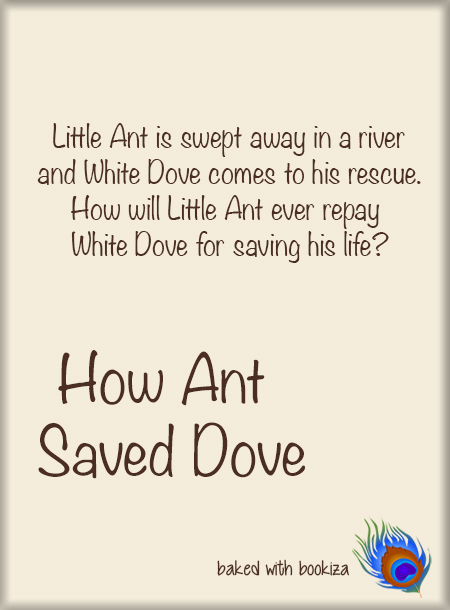 Little Ant is swept away in a river
and White Dove comes to his rescue.
How will Little Ant ever repay
White Dove for saving his life?
How Ant
Saved Dove
baked with bookiza